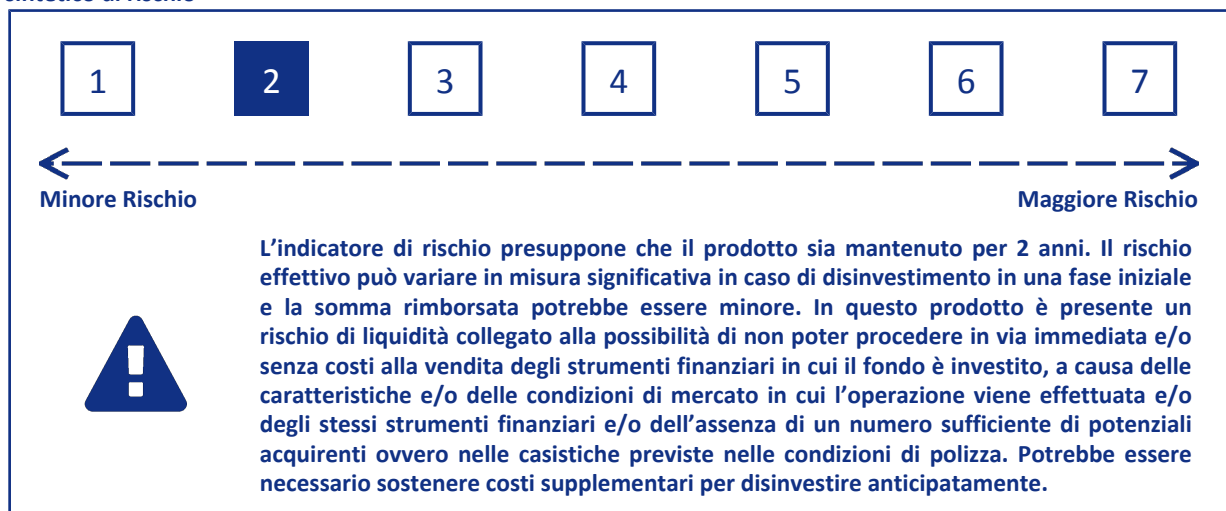 sintetico di rischio
1 2 3 4 5 6 7
Minore Rischio Maggiore Rischio
L’indicatore di rischio presuppone che il prodotto sia mantenuto per 2 anni. Il rischio
effettivo può variare in misura significativa in caso di disinvestimento in una fase iniziale
e la somma rimborsata potrebbe essere minore. In questo prodotto è presente un
rischio di liquidità collegato alla possibilità di non poter procedere in via immediata e/o
senza costi alla vendita degli strumenti finanziari in cui il fondo è investito, a causa delle
caratteristiche e/o delle condizioni di mercato in cui l’operazione viene effettuata e/o
degli stessi strumenti finanziari e/o dell’assenza di un numero sufficiente di potenziali
acquirenti ovvero nelle casistiche previste nelle condizioni di polizza. Potrebbe essere
necessario sostenere costi supplementari per disinvestire anticipatamente.